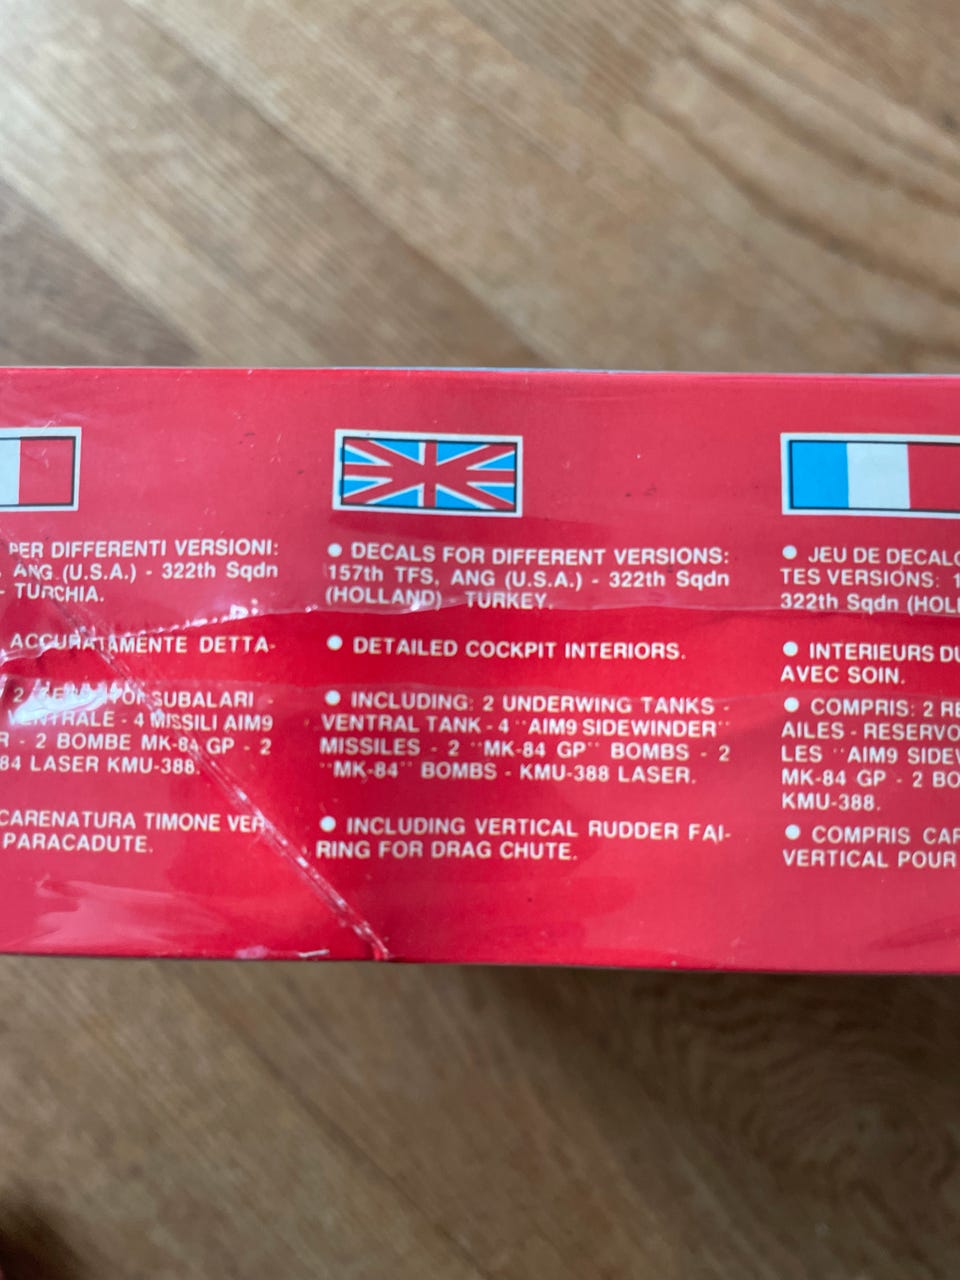 PER DIFFERENTI VERSIONI:
ANG (U.S.A.) - 322th Sqdn
- TURCHIA.
ACCURATAMENTE DETTA-
2 SUBALARI -
VENTRALE - 4 MISSILI AIM9
- 2 BOMBE MK-84 GP - 2
84 LASER KMU-388.
CARENATURA TIMONE VER
PARACADUTE.
● DECALS FOR DIFFERENT VERSIONS:
157th TFS, ANG (U.S.A.) - 322th Sqdn
(HOLLAND) - TURKEY.
● DETAILED COCKPIT INTERIORS.
● INCLUDING: 2 UNDERWING TANKS -
VENTRAL TANK - 4 "AIM9 SIDEWINDER"
MISSILES - 2 "MK-84 GP" BOMBS - 2
"MK-84" BOMBS - KMU-388 LASER.
● INCLUDING VERTICAL RUDDER FAI-
RING FOR DRAG CHUTE.
● JEU DE DECALC
TES VERSIONS: 1
322th Sqdn (HOL
● INTERIEURS DU
AVEC SOIN.
● COMPRIS: 2 RE
AILES - RESERVO
LES "AIM9 SIDEW
MK-84 GP - 2 BO
KMU-388.
● COMPRIS CAR
VERTICAL POUR